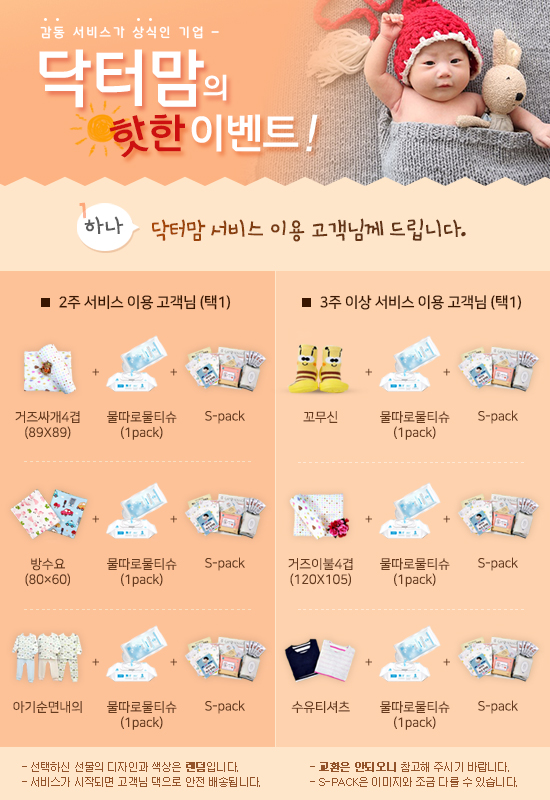 감동 서비스가 상식인 기업 -
닥터맘의
핫한 이벤트!
1
하나
닥터맘 서비스 이용 고객님께 드립니다.
■ 2주 서비스 이용 고객님 (택1)
거즈싸개4겹
(89X89)
+
물따로물티슈
(1pack)
+
S-pack
방수요
(80×60)
+
물따로물티슈
(1pack)
+
S-pack
아기순면내의
+
물따로물티슈
(1pack)
+
S-pack
■ 3주 이상 서비스 이용 고객님 (택1)
꼬무신
+
물따로물티슈
(1pack)
+
S-pack
거즈이불4겹
(120X105)
+
물따로물티슈
(1pack)
+
S-pack
수유티셔츠
+
물따로물티슈
(1pack)
+
S-pack
- 선택하신 선물의 디자인과 색상은 랜덤입니다.
- 서비스가 시작되면 고객님 댁으로 안전 배송됩니다.
- 교환은 안되오니 참고해 주시기 바랍니다.
- S-PACK은 이미지와 조금 다를 수 있습니다.